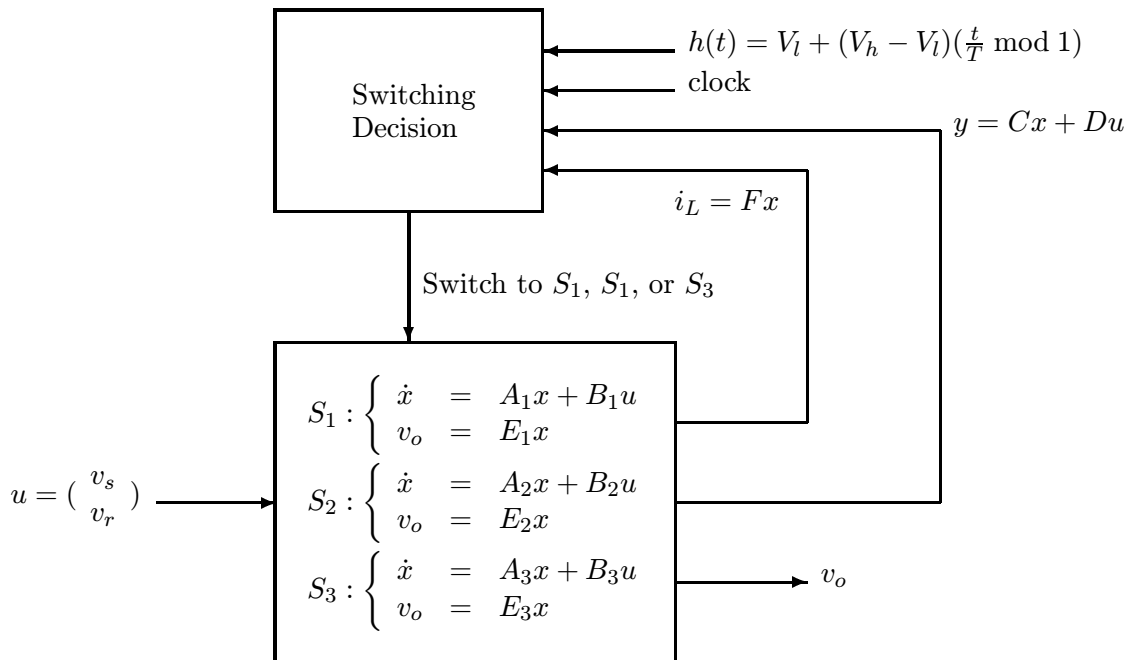 h(t) = V_l + (V_h − V_l)(t/T mod 1)
clock
Switching
Decision
y = Cx + Du
i_L = Fx
Switch to S_1, S_1, or S_3
S_1 : { ẋ = A_1x + B_1u
v_o = E_1x
u = ( v_s
v_r )
S_2 : { ẋ = A_2x + B_2u
v_o = E_2x
S_3 : { ẋ = A_3x + B_3u
v_o = E_3x
v_o